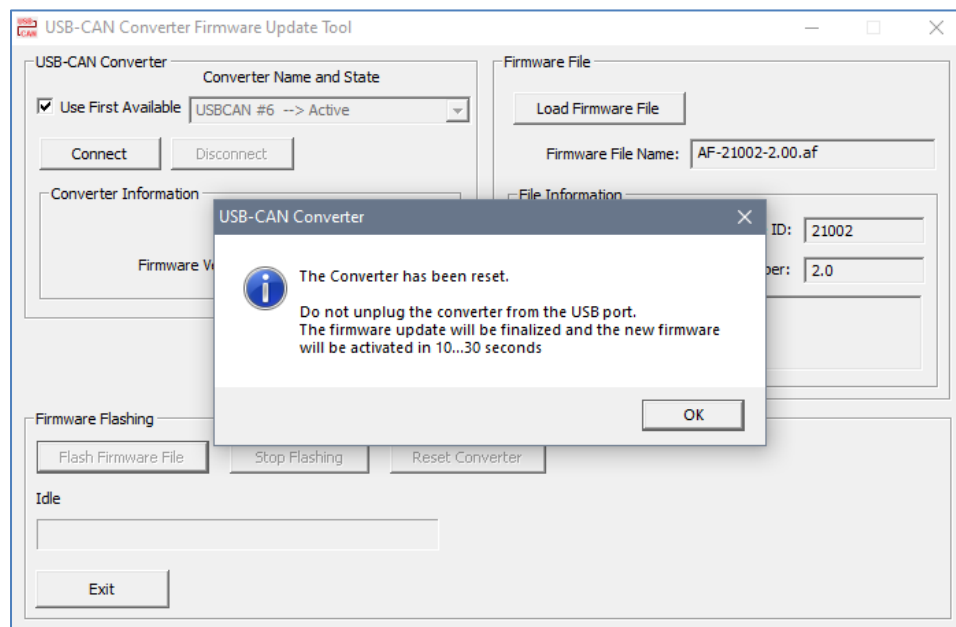 USB-CAN Converter Firmware Update Tool
USB-CAN Converter
Converter Name and State
Use First Available
USBCAN #6 --> Active
Connect
Disconnect
Converter Information
Firmware
Firmware File
Load Firmware File
Firmware File Name:
AF-21002-2.00.af
File Information
ID:
21002
2.0
USB-CAN Converter
The Converter has been reset.
Do not unplug the converter from the USB port.
The firmware update will be finalized and the new firmware
will be activated in 10...30 seconds
OK
Firmware Flashing
Flash Firmware File
Stop Flashing
Reset Converter
Idle
Exit